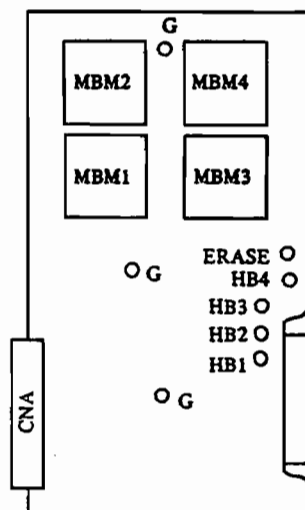 G
MBM2 MBM4
MBM1 MBM3
ERASE
HB4
G
HB3
HB2
HB1
G
CNA